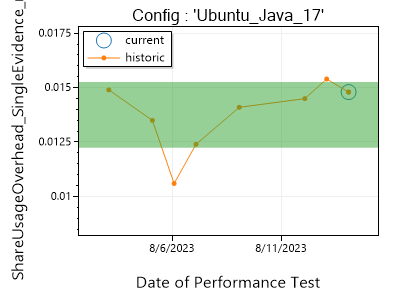 Config : 'Ubuntu_Java_17'
current
historic
0.0175
0.015
0.0125
0.01
ShareUsageOverhead_SingleEvidence_
8/6/2023
8/11/2023
Date of Performance Test